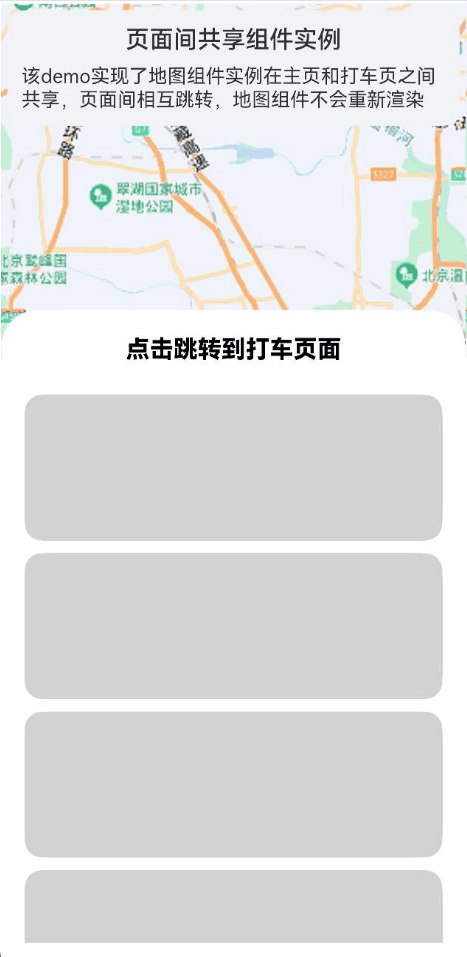 页面间共享组件实例
该demo实现了地图组件实例在主页和打车页之间
共享，页面间相互跳转，地图组件不会重新渲染
环路
高速
S322
翠湖国家城市
湿地公园
北京鹫峰国
家森林公园
北京温
点击跳转到打车页面